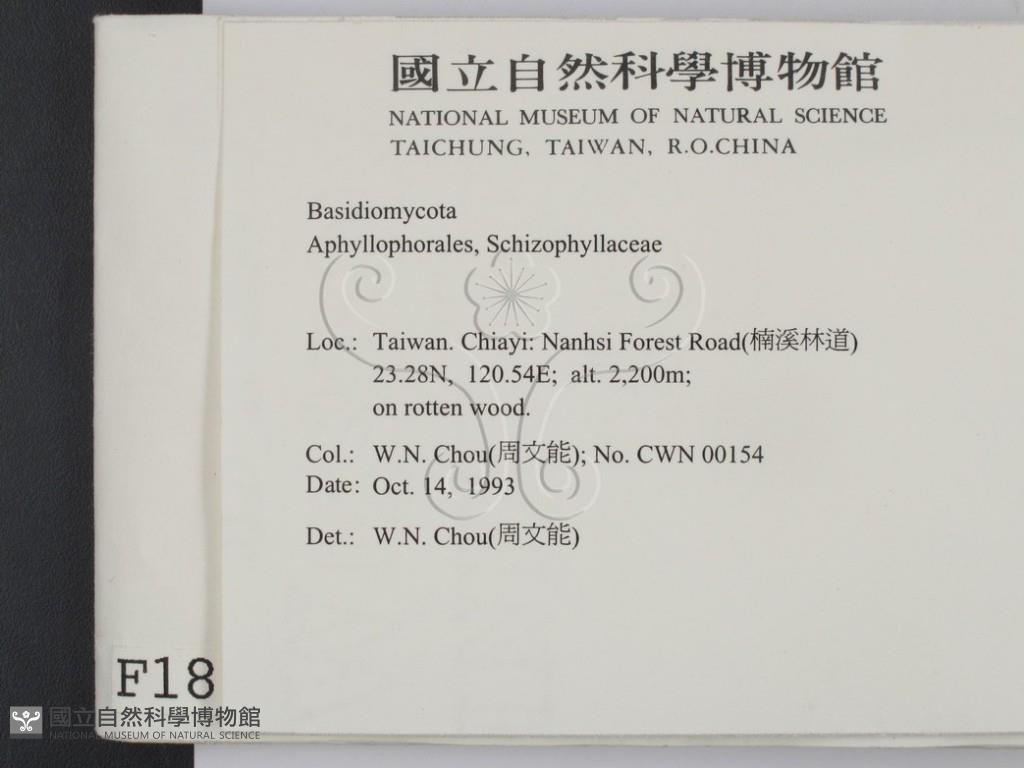 國立自然科學博物館
NATIONAL MUSEUM OF NATURAL SCIENCE
TAICHUNG, TAIWAN, R.O.CHINA
Basidiomycota
Aphyllophorales, Schizophyllaceae
Loc.: Taiwan. Chiayi: Nanhsi Forest Road(楠溪林道)
23.28N, 120.54E; alt. 2,200m;
on rotten wood.
Col.: W.N. Chou(周文能); No. CWN 00154
Date: Oct. 14, 1993
Det.: W.N. Chou(周文能)
F18
國立自然科學博物館
NATIONAL MUSEUM OF NATURAL SCIENCE